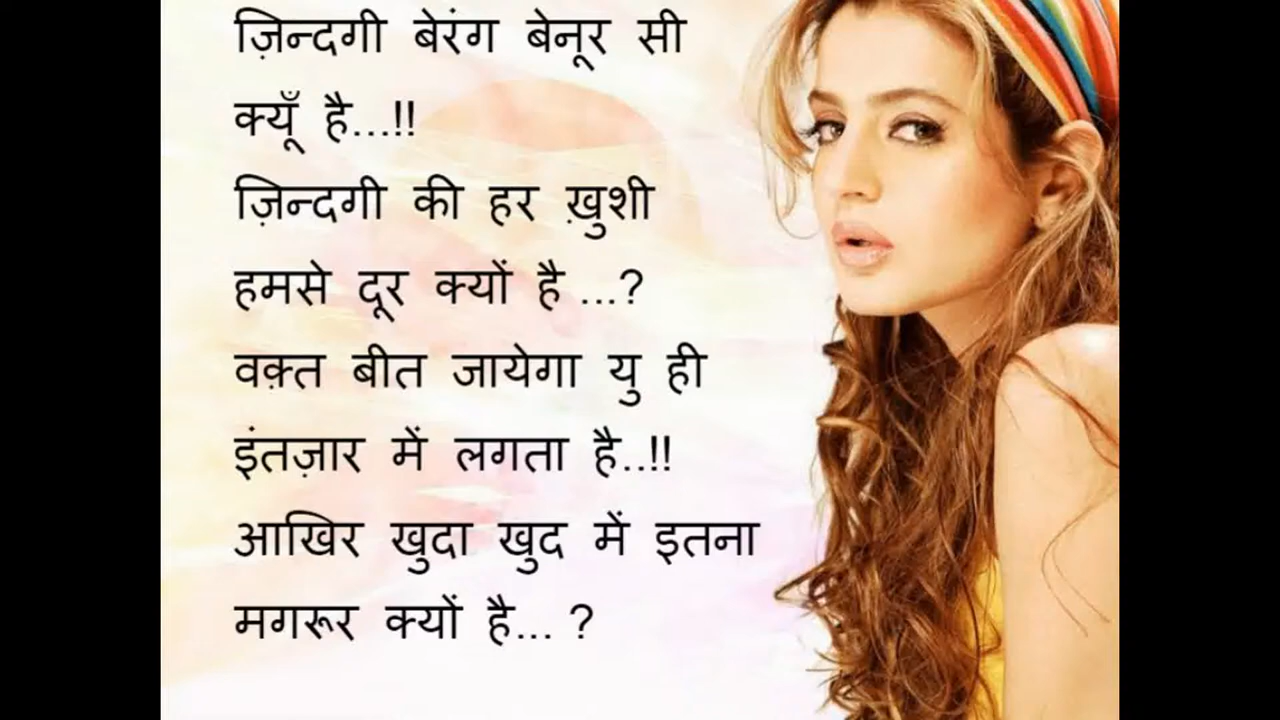 ज़िन्दगी बेरंग बेनूर सी
क्यूँ है...!!
ज़िन्दगी की हर ख़ुशी
हमसे दूर क्यों है ...?
वक़्त बीत जायेगा यु ही
इंतज़ार में लगता है..!!
आखिर खुदा खुद में इतना
मगरूर क्यों है... ?